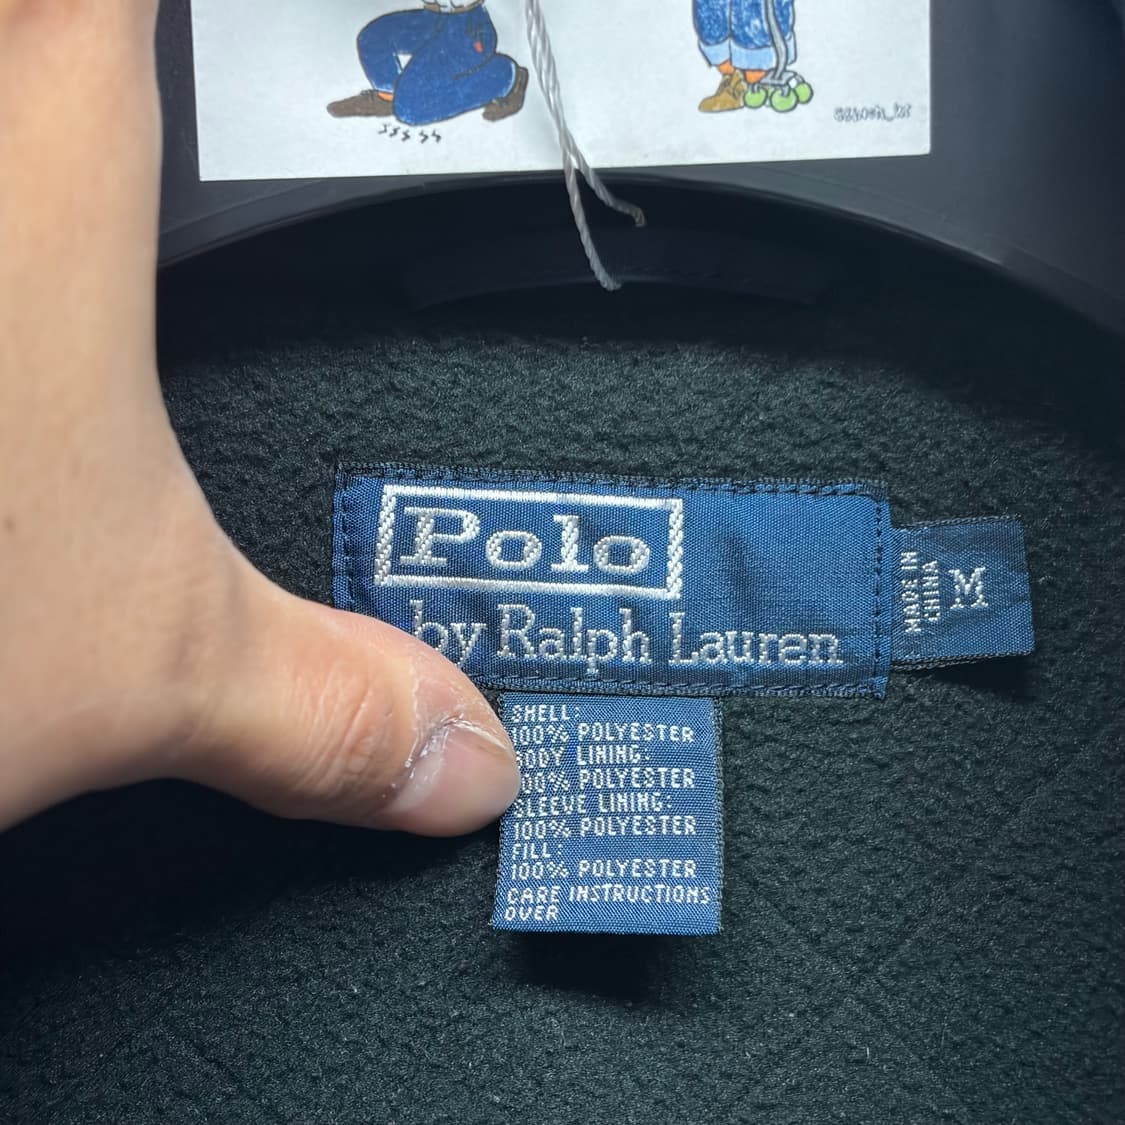 Polo
by Ralph Lauren
MADE IN
CHINA
M
SHELL:
100% POLYESTER
BODY LINING:
100% POLYESTER
SLEEVE LINING:
100% POLYESTER
FILL:
100% POLYESTER
CARE INSTRUCTIONS
OVER